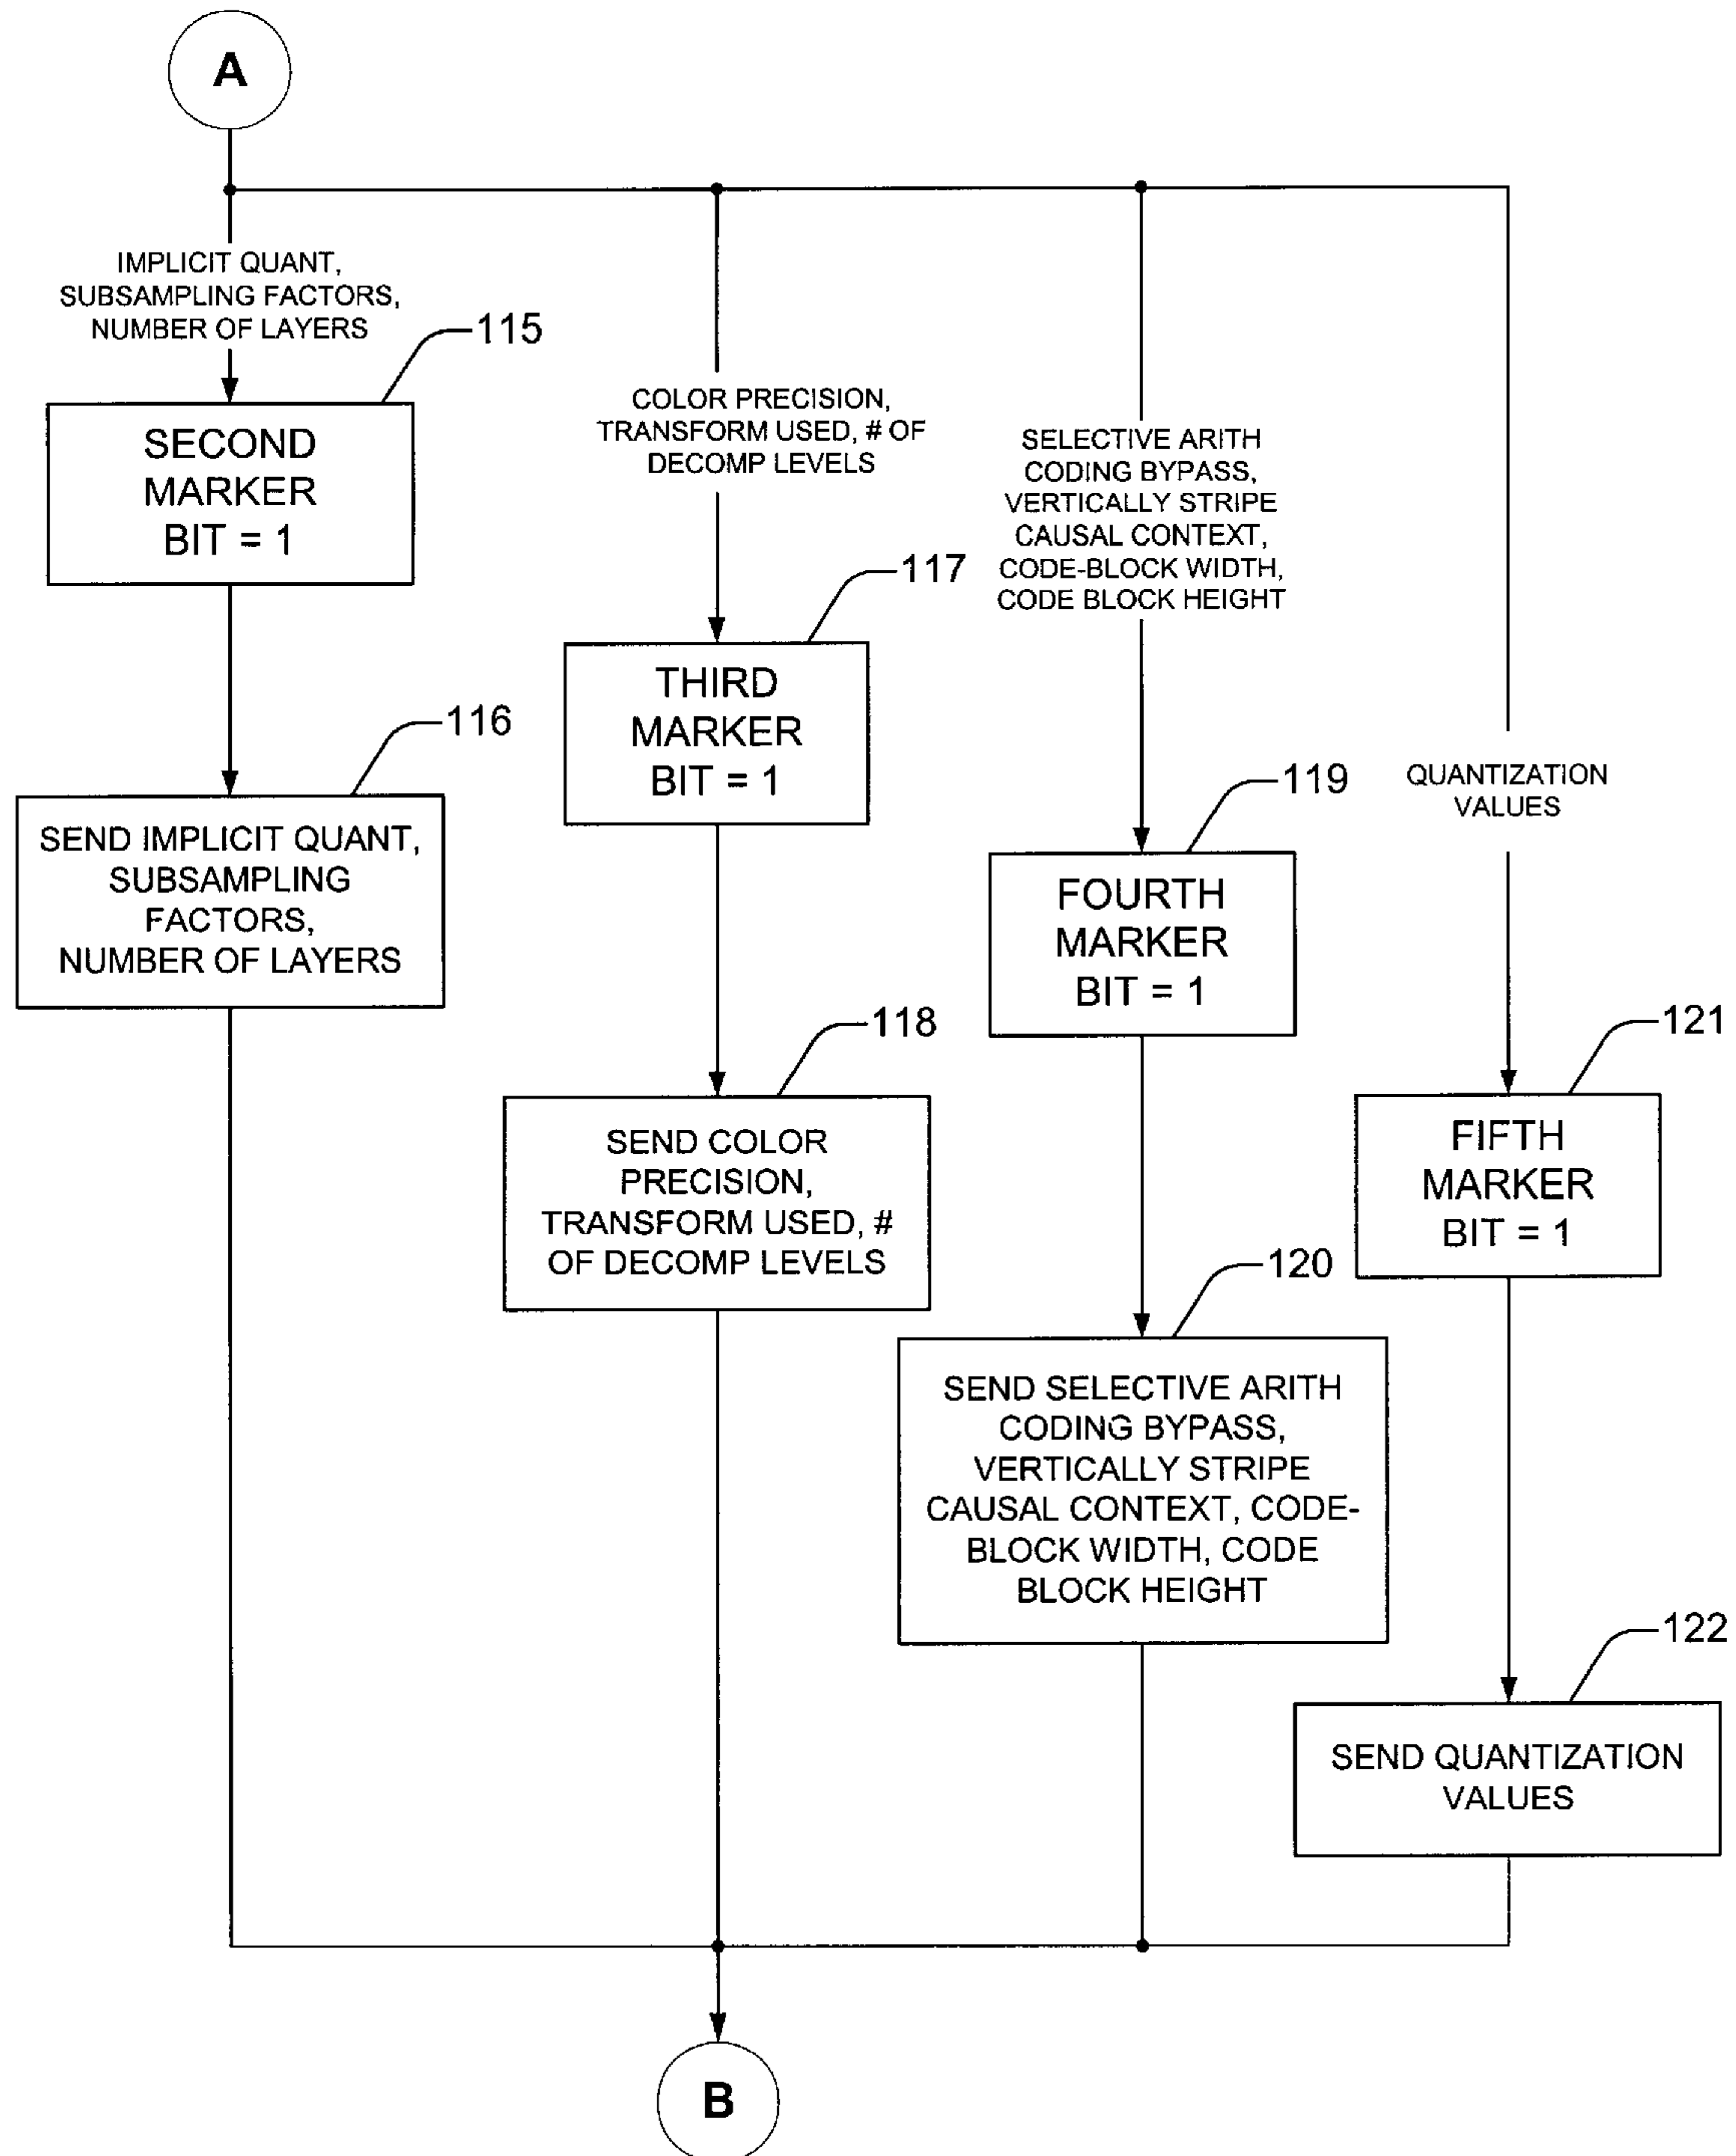 A
IMPLICIT QUANT,
SUBSAMPLING FACTORS,
NUMBER OF LAYERS
115
SECOND
MARKER
BIT = 1
116
SEND IMPLICIT QUANT,
SUBSAMPLING
FACTORS,
NUMBER OF LAYERS
COLOR PRECISION,
TRANSFORM USED, # OF
DECOMP LEVELS
117
THIRD
MARKER
BIT = 1
118
SEND COLOR
PRECISION,
TRANSFORM USED, #
OF DECOMP LEVELS
SELECTIVE ARITH
CODING BYPASS,
VERTICALLY STRIPE
CAUSAL CONTEXT,
CODE-BLOCK WIDTH,
CODE BLOCK HEIGHT
119
FOURTH
MARKER
BIT = 1
120
SEND SELECTIVE ARITH
CODING BYPASS,
VERTICALLY STRIPE
CAUSAL CONTEXT, CODE-
BLOCK WIDTH, CODE
BLOCK HEIGHT
QUANTIZATION
VALUES
121
FIFTH
MARKER
BIT = 1
122
SEND QUANTIZATION
VALUES
B